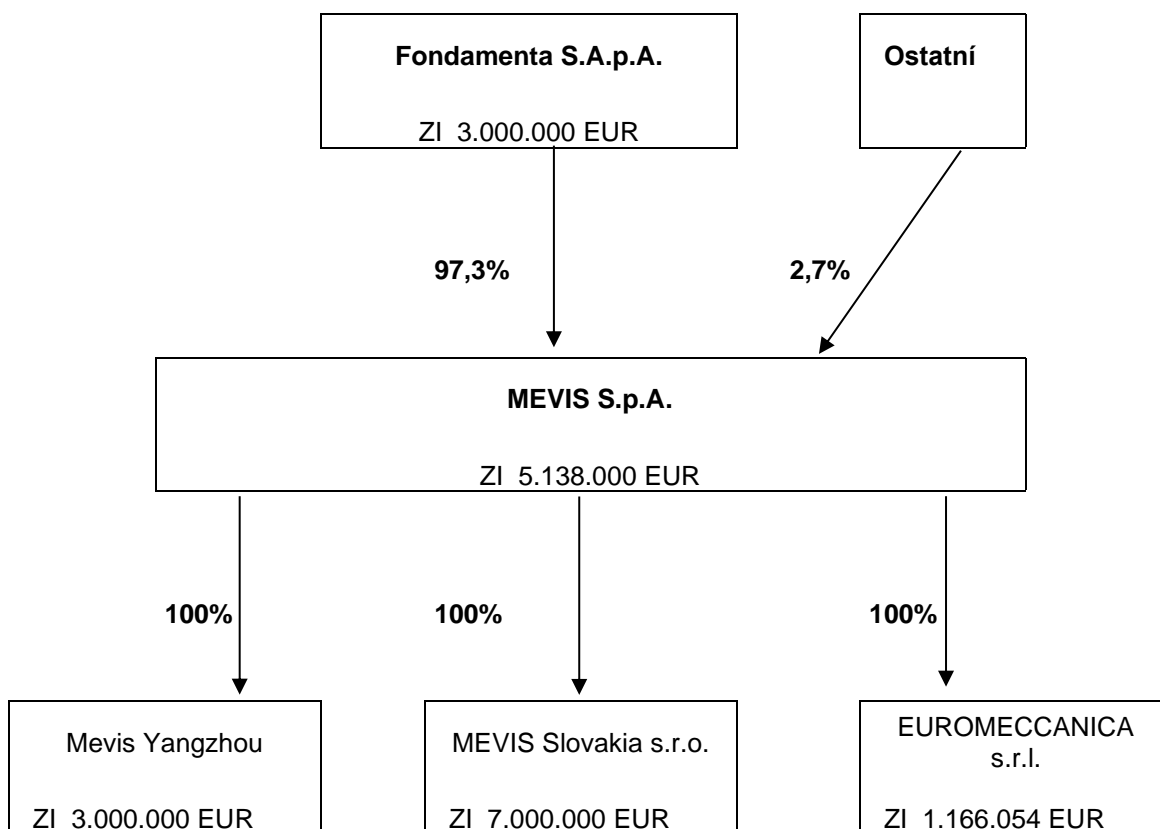 Fondamenta S.A.p.A.
ZI 3.000.000 EUR
Ostatní
97,3%
2,7%
MEVIS S.p.A.
ZI 5.138.000 EUR
100%
100%
100%
Mevis Yangzhou
ZI 3.000.000 EUR
MEVIS Slovakia s.r.o.
ZI 7.000.000 EUR
EUROMECCANICA
s.r.l.
ZI 1.166.054 EUR